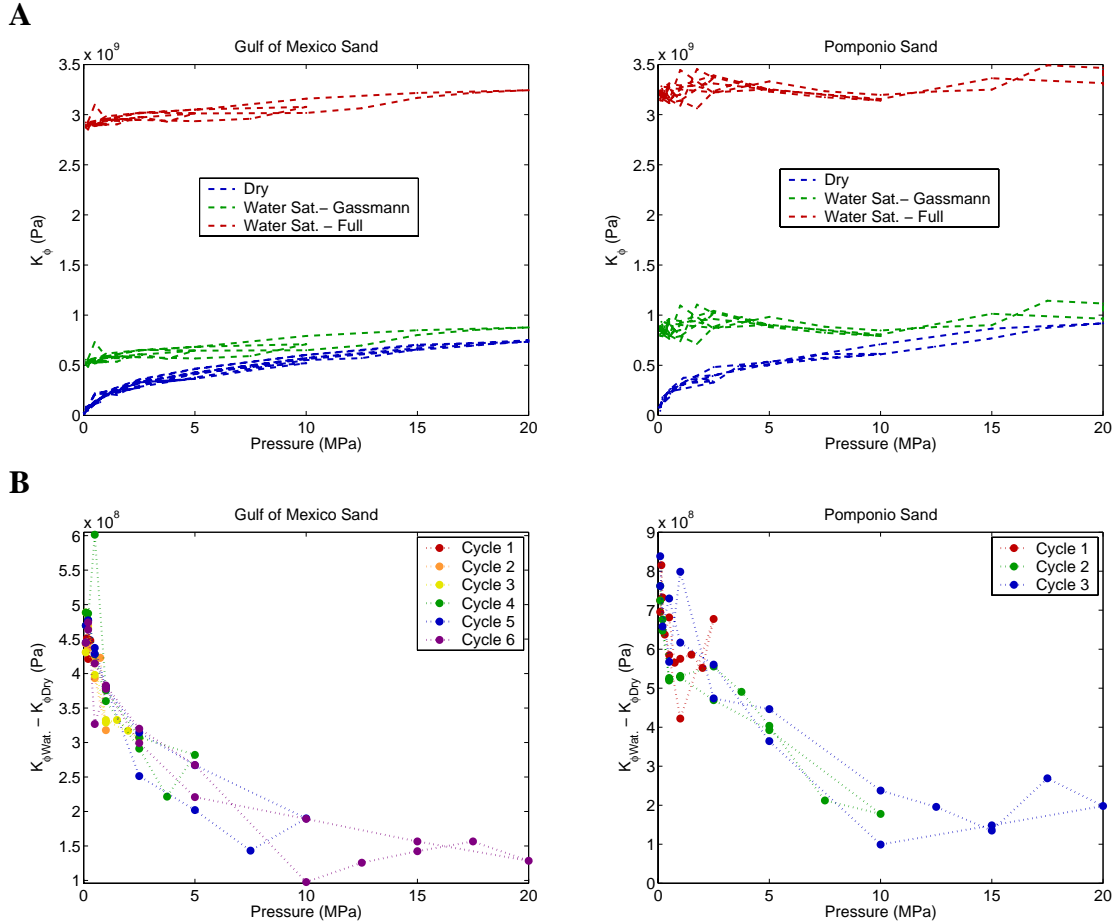 A
Gulf of Mexico Sand
x 10^9
3.5
3
2.5
2
1.5
1
0.5
0
K_ϕ (Pa)
Dry
Water Sat.− Gassmann
Water Sat. − Full
0 5 10 15 20
Pressure (MPa)
Pomponio Sand
x 10^9
3.5
3
2.5
2
1.5
1
0.5
0
K_ϕ (Pa)
Dry
Water Sat.− Gassmann
Water Sat. − Full
0 5 10 15 20
Pressure (MPa)
B
Gulf of Mexico Sand
x 10^8
6
5.5
5
4.5
4
3.5
3
2.5
2
1.5
1
K_ϕWat. − K_ϕDry (Pa)
Cycle 1
Cycle 2
Cycle 3
Cycle 4
Cycle 5
Cycle 6
0 5 10 15 20
Pressure (MPa)
Pomponio Sand
x 10^8
9
8
7
6
5
4
3
2
1
0
K_ϕWat. − K_ϕDry (Pa)
Cycle 1
Cycle 2
Cycle 3
0 5 10 15 20
Pressure (MPa)